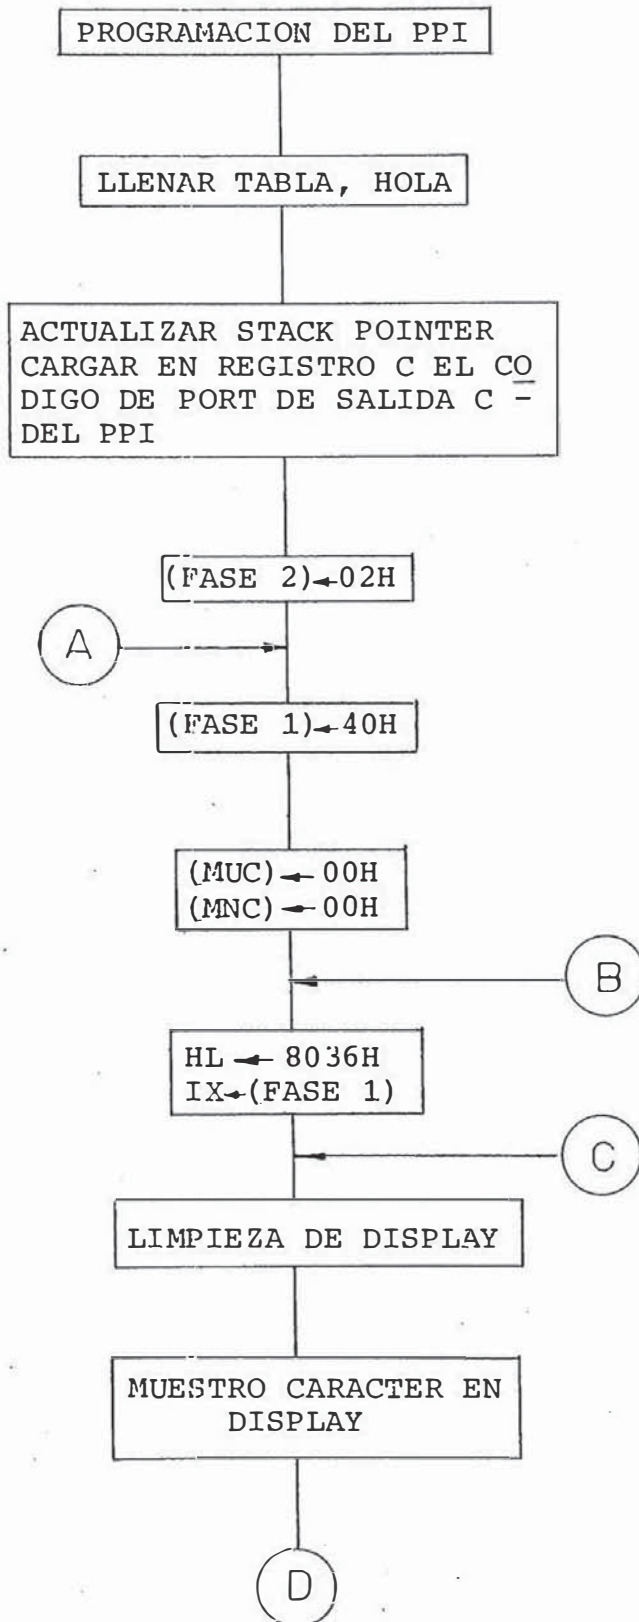 PROGRAMACION DEL PPI
LLENAR TABLA, HOLA
ACTUALIZAR STACK POINTER
CARGAR EN REGISTRO C EL CO
DIGO DE PORT DE SALIDA C -
DEL PPI
(FASE 2)←02H
A
(FASE 1)←40H
(MUC)← 00H
(MNC)← 00H
B
HL ← 8036H
IX←(FASE 1)
C
LIMPIEZA DE DISPLAY
MUESTRO CARACTER EN
DISPLAY
D